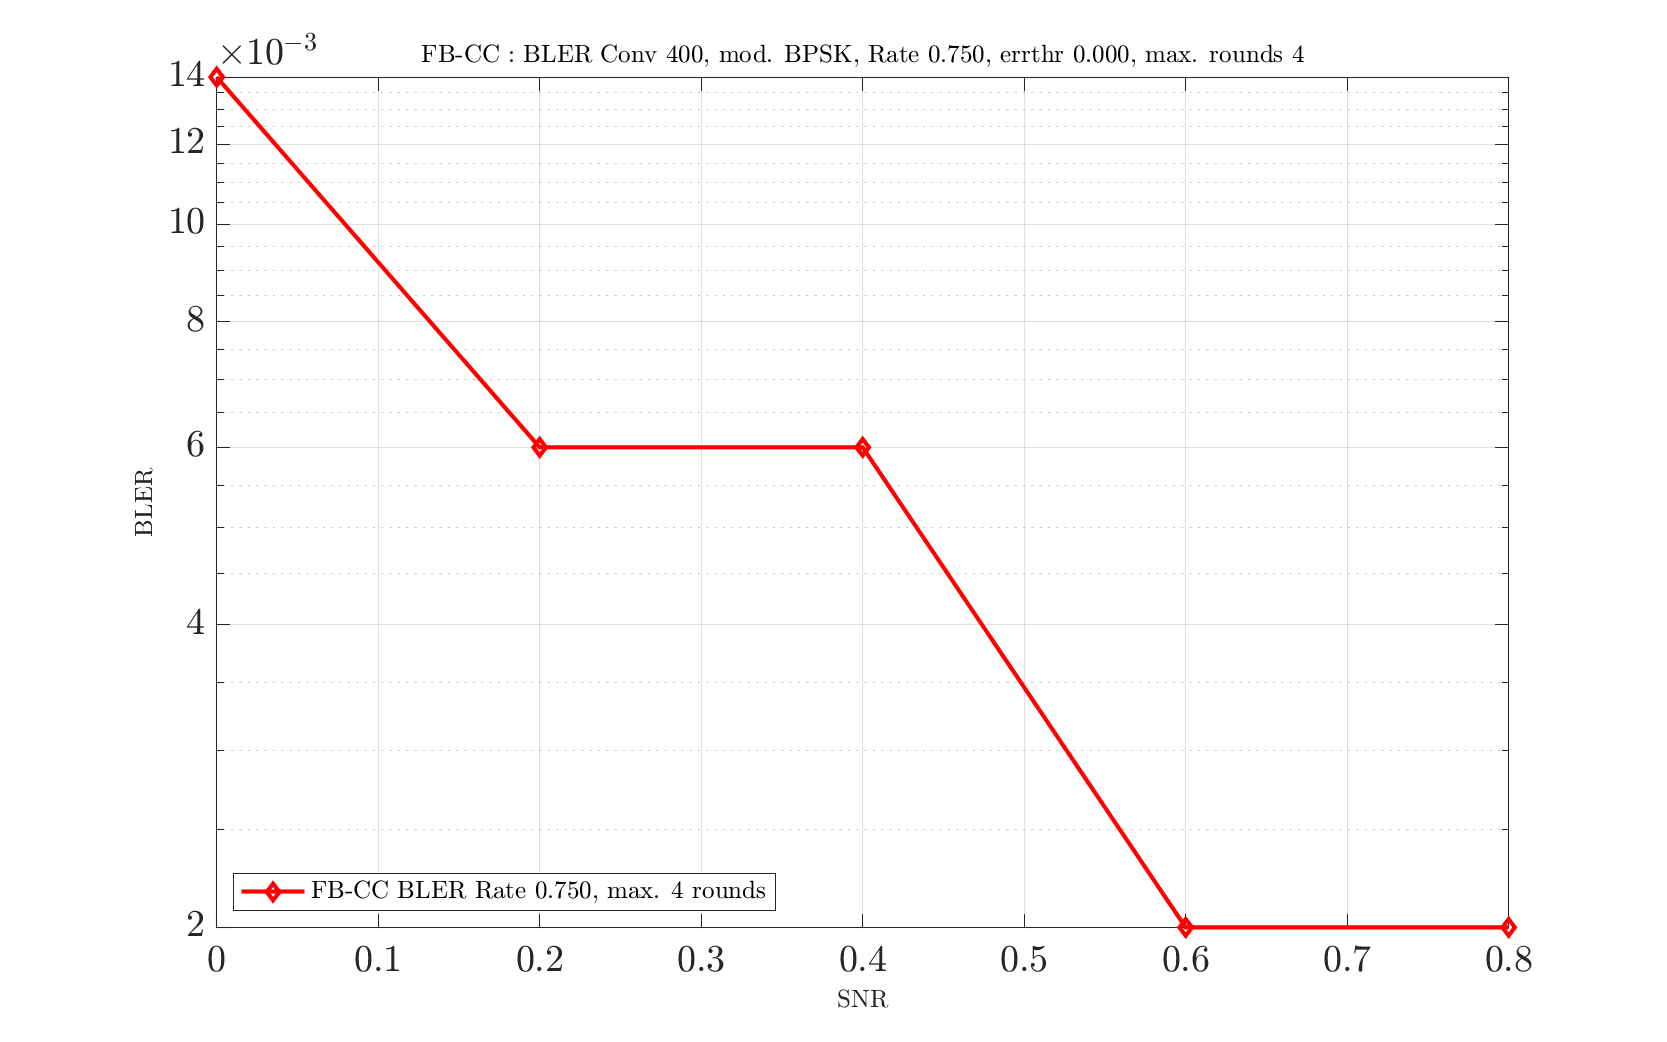 ×10⁻³
FB-CC : BLER Conv 400, mod. BPSK, Rate 0.750, errthr 0.000, max. rounds 4
14
12
10
8
6
4
2
BLER
FB-CC BLER Rate 0.750, max. 4 rounds
0 0.1 0.2 0.3 0.4 0.5 0.6 0.7 0.8
SNR